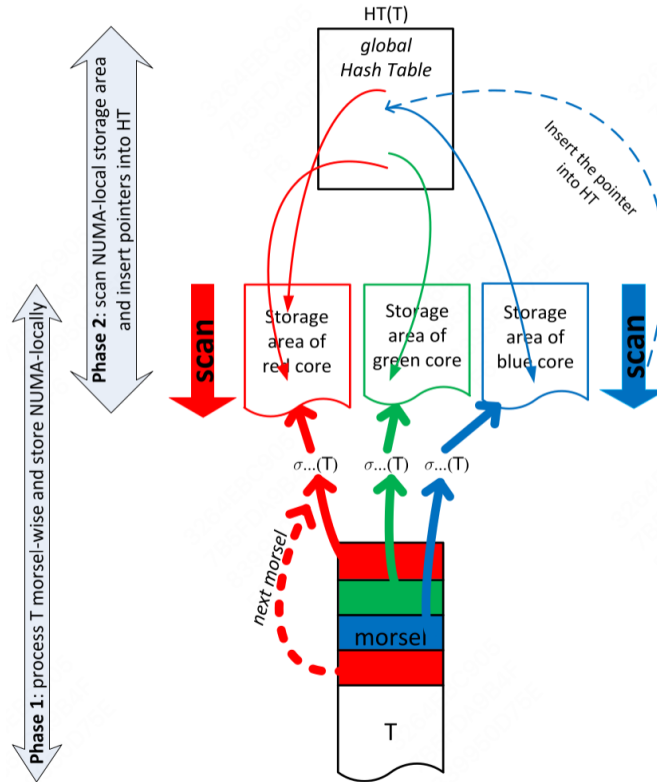 HT(T)
global
Hash Table
Insert the pointer
into HT
Phase 2: scan NUMA-local storage area
and insert pointers into HT
Phase 1: process T morsel-wise and store NUMA-locally
scan
Storage
area of
red core
Storage
area of
green core
Storage
area of
blue core
scan
σ...(T)
σ...(T)
σ...(T)
next morsel
morsel
T